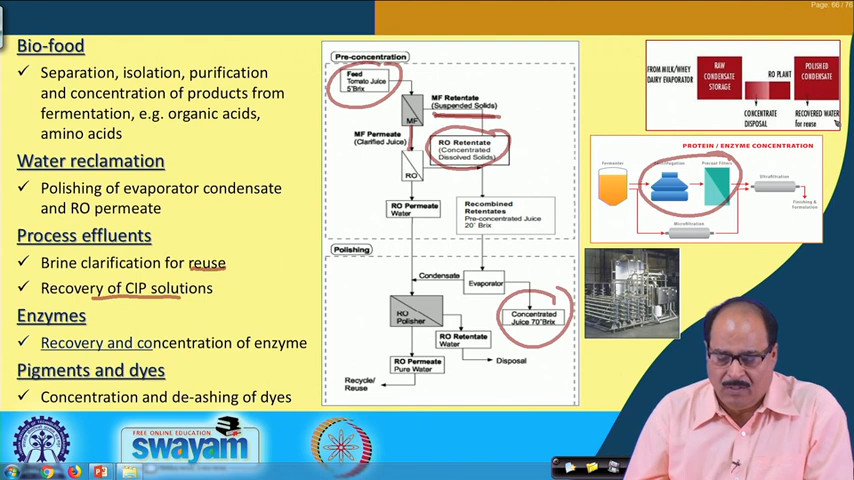 Page: 66 / 76
Bio-food
✓ Separation, isolation, purification
and concentration of products from
fermentation, e.g. organic acids,
amino acids
Water reclamation
✓ Polishing of evaporator condensate
and RO permeate
Process effluents
✓ Brine clarification for reuse
✓ Recovery of CIP solutions
Enzymes
✓ Recovery and concentration of enzyme
Pigments and dyes
✓ Concentration and de-ashing of dyes
Pre-concentration
Feed
Tomato Juice
5°Brix
MF Retentate
(Suspended Solids)
MF
MF Permeate
(Clarified Juice)
RO Retentate
(Concentrated
Dissolved Solids)
RO
RO Permeate
Water
Recombined
Retentates
Pre-concentrated Juice
20° Brix
Polishing
Condensate
Evaporator
RO
Polisher
Concentrated
Juice 70°Brix
RO Retentate
Water
Disposal
RO Permeate
Pure Water
Recycle/
Reuse
FROM MILK/WHEY
DAIRY EVAPORATOR
RAW
CONDENSATE
STORAGE
RO PLANT
POLISHED
CONDENSATE
CONCENTRATE
DISPOSAL
RECOVERED WATER
for reuse
PROTEIN / ENZYME CONCENTRATION
Fermenter
Precoat Filters
Ultrafiltration
Finishing &
Formulation
Microfiltration
FREE ONLINE EDUCATION
swayam